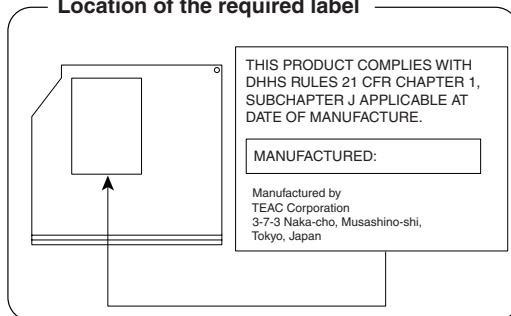 Location of the required label
THIS PRODUCT COMPLIES WITH
DHHS RULES 21 CFR CHAPTER 1,
SUBCHAPTER J APPLICABLE AT
DATE OF MANUFACTURE.
MANUFACTURED:
Manufactured by
TEAC Corporation
3-7-3 Naka-cho, Musashino-shi,
Tokyo, Japan